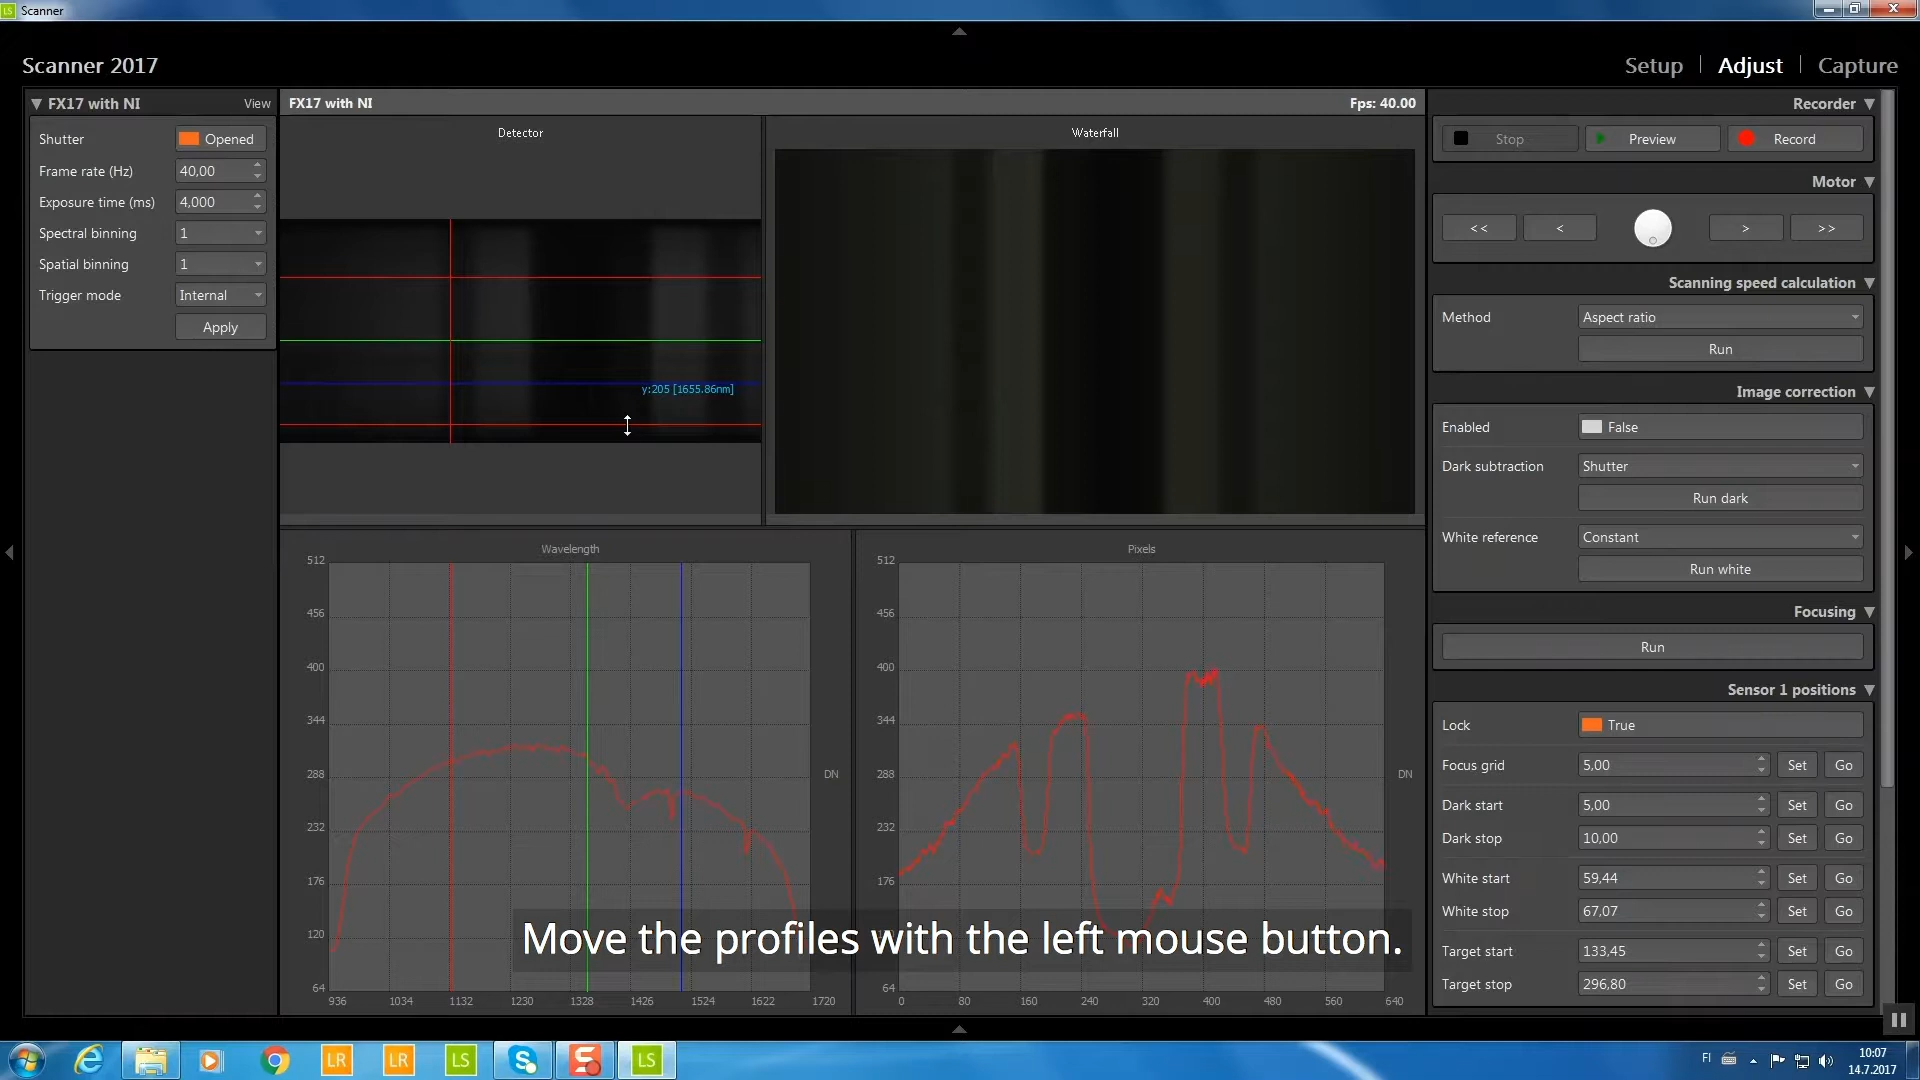 LS Scanner
Scanner 2017
Setup | Adjust | Capture
FX17 with NI View
Shutter Opened
Frame rate (Hz) 40,00
Exposure time (ms) 4,000
Spectral binning 1
Spatial binning 1
Trigger mode Internal
Apply
FX17 with NI Fps: 40.00
Detector
y:205 [1655.86nm]
Waterfall
Wavelength
512
456
400
344
288
232
176
120
64
936 1034 1132 1230 1328 1426 1524 1622 1720
DN
Pixels
512
456
400
344
288
232
176
64
0 80 160 240 320 400 480 560 640
DN
Move the profiles with the left mouse button.
Recorder
Stop Preview Record
Motor
<< < > >>
Scanning speed calculation
Method Aspect ratio
Run
Image correction
Enabled False
Dark subtraction Shutter
Run dark
White reference Constant
Run white
Focusing
Run
Sensor 1 positions
Lock True
Focus grid 5,00 Set Go
Dark start 5,00 Set Go
Dark stop 10,00 Set Go
White start 59,44 Set Go
White stop 67,07 Set Go
Target start 133,45 Set Go
Target stop 296,80 Set Go
LR LR LS S S LS
FI
10:07
14.7.2017